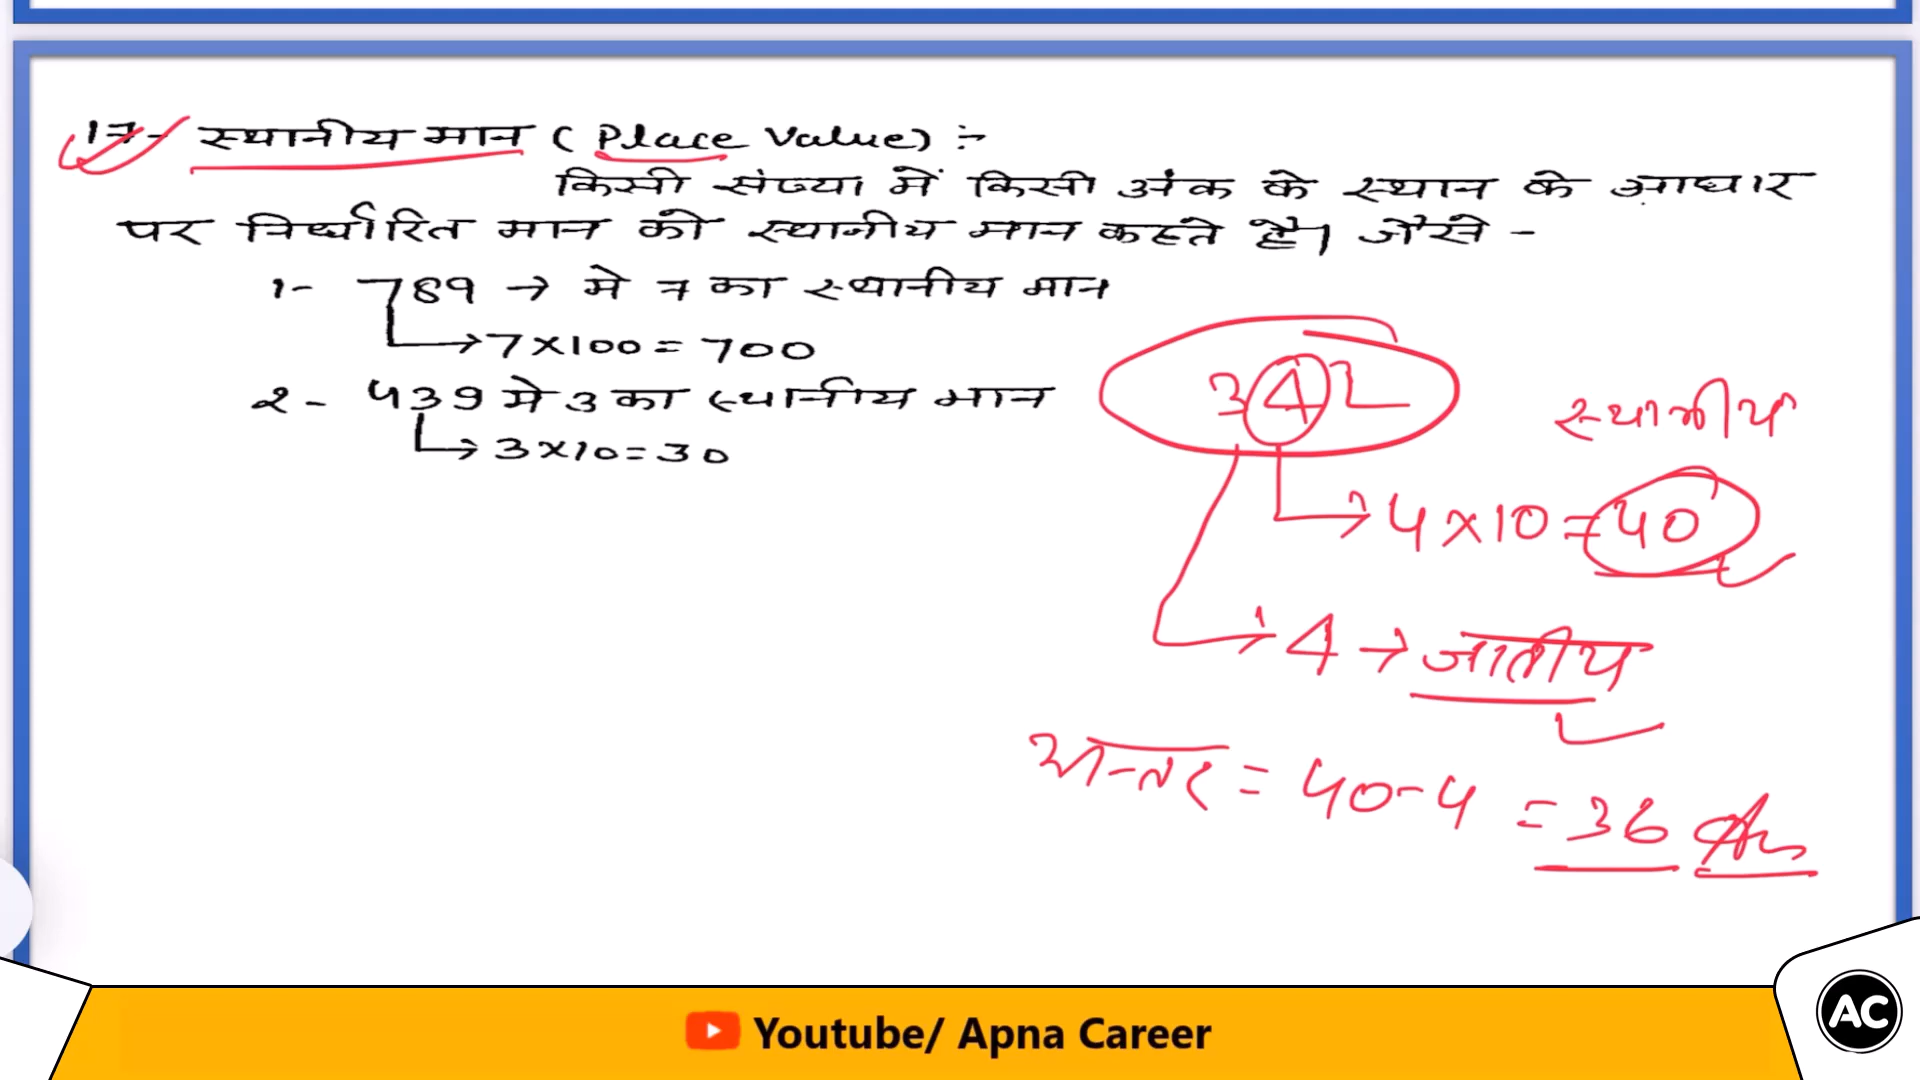 17- स्थानीय मान ( Place Value) :-
किसी संख्या में किसी अंक के स्थान के आधार
पर निर्धारित मान को स्थानीय मान कहते है। जैसे -
1- 789 → मे 7 का स्थानीय मान
→ 7×100 = 700
2- 439 मे 3 का स्थानीय मान
→ 3×10=30
342
स्थानीय
→ 4×10=40
→ 4 → जातीय
अन्तर = 40-4 = 36 Ans
Youtube/ Apna Career
AC